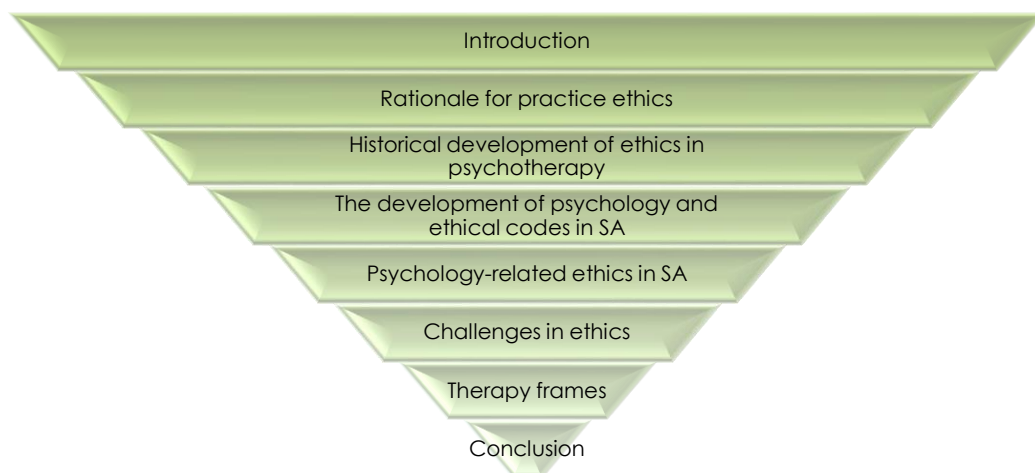 Introduction
Rationale for practice ethics
Historical development of ethics in
psychotherapy
The development of psychology and
ethical codes in SA
Psychology-related ethics in SA
Challenges in ethics
Therapy frames
Conclusion